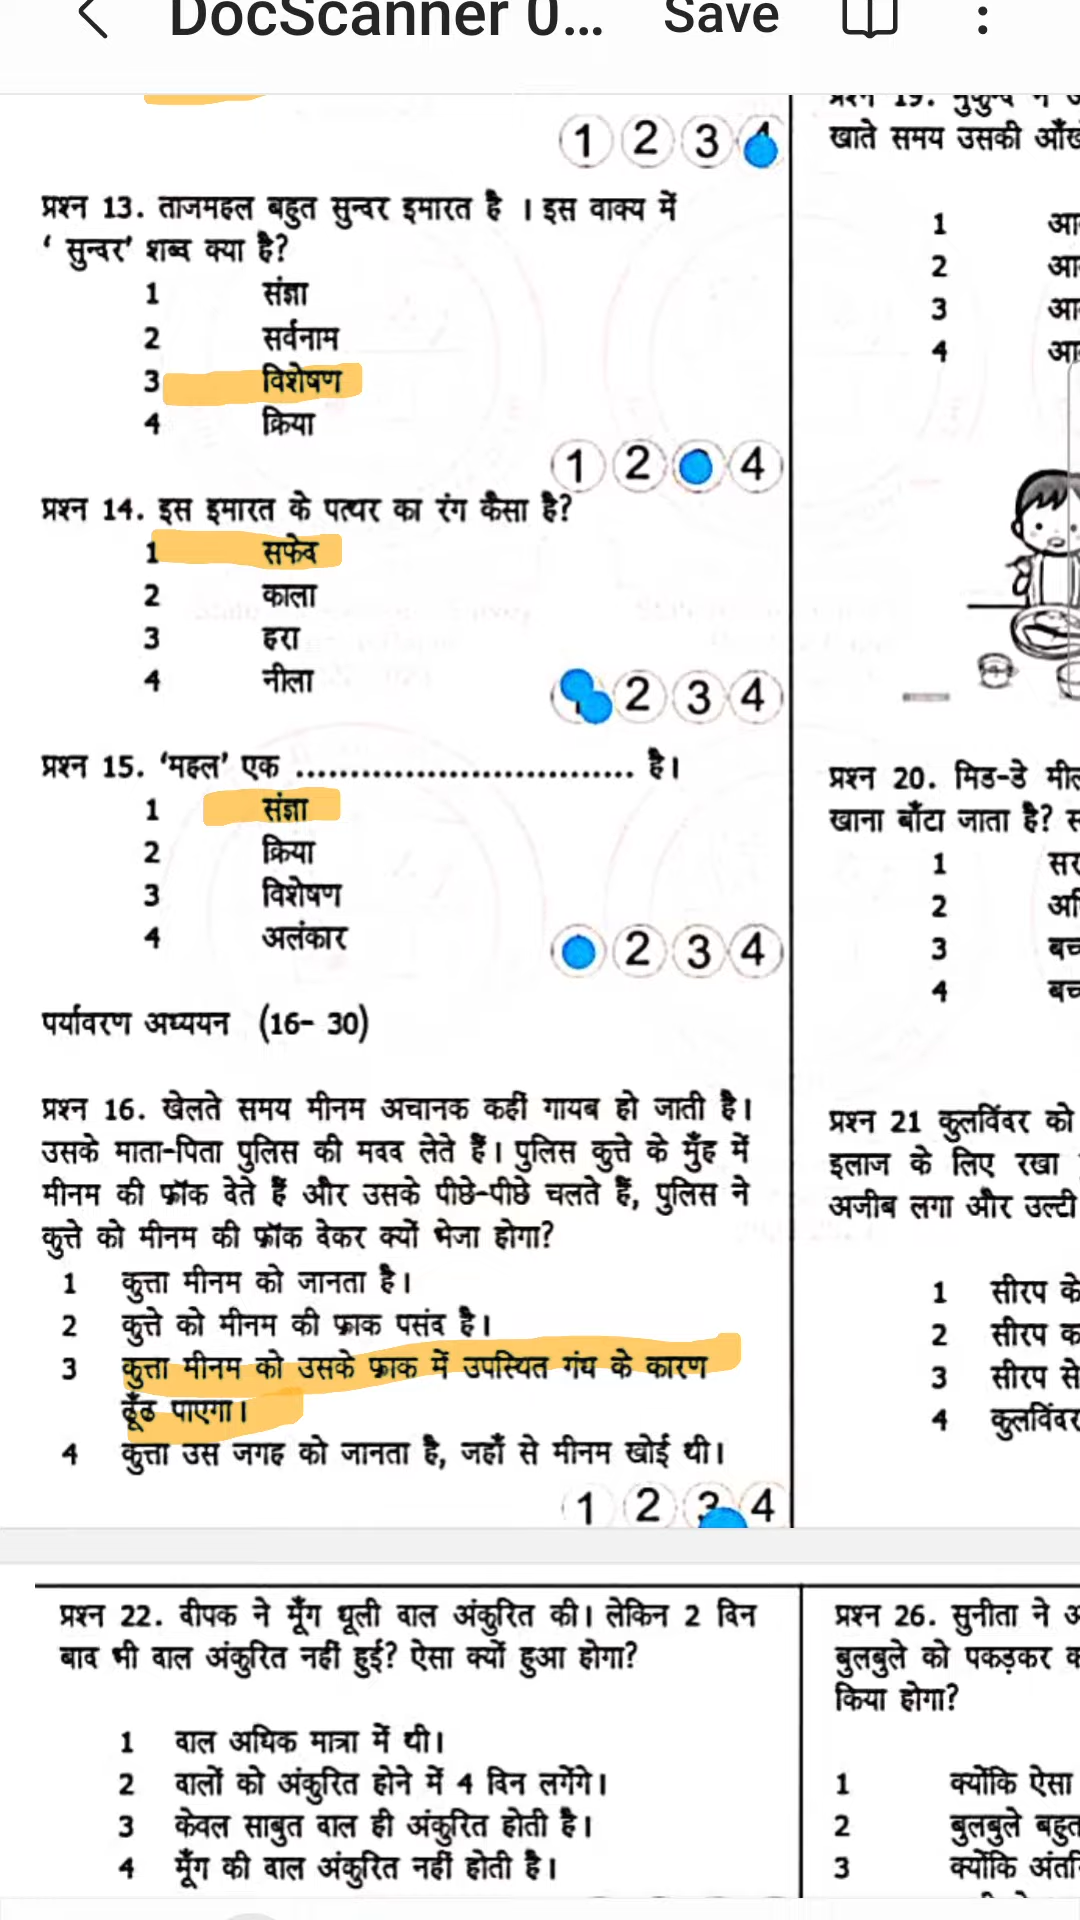 DocScanner 0...
Save
1 2 3 4
प्रश्न 13. ताजमहल बहुत सुन्दर इमारत है । इस वाक्य में
‘ सुन्दर’ शब्द क्या है?
1 संज्ञा
2 सर्वनाम
3 विशेषण
4 क्रिया
1 2 4
प्रश्न 14. इस इमारत के पत्थर का रंग कैसा है?
1 सफेद
2 काला
3 हरा
4 नीला
2 3 4
प्रश्न 15. ‘महल’ एक ............................... है।
1 संज्ञा
2 क्रिया
3 विशेषण
4 अलंकार
2 3 4
पर्यावरण अध्ययन (16- 30)
प्रश्न 16. खेलते समय मीनम अचानक कहीं गायब हो जाती है।
उसके माता-पिता पुलिस की मदद लेते हैं। पुलिस कुत्ते के मुँह में
मीनम की फ्रॉक देते हैं और उसके पीछे-पीछे चलते हैं, पुलिस ने
कुत्ते को मीनम की फ्रॉक देकर क्यों भेजा होगा?
1 कुत्ता मीनम को जानता है।
2 कुत्ते को मीनम की फ्राक पसंद है।
3 कुत्ता मीनम को उसके फ्राक में उपस्थित गंध के कारण
ढूँढ पाएगा।
4 कुत्ता उस जगह को जानता है, जहाँ से मीनम खोई थी।
1 2 3 4
प्रश्न 19.
खाते समय उसकी
1
2
3
4
प्रश्न 20. मिड-डे
खाना बाँटा जाता है?
1
2
3
4
प्रश्न 21 कुलविंदर को
इलाज के लिए रखा
अजीब लगा और उल्टी
1 सीरप के
2 सीरप
3 सीरप से
4 कुलविंदर
प्रश्न 22. दीपक ने मूँग धूली दाल अंकुरित की। लेकिन 2 दिन
बाद भी दाल अंकुरित नहीं हुई? ऐसा क्यों हुआ होगा?
1 दाल अधिक मात्रा में थी।
2 दालों को अंकुरित होने में 4 दिन लगेंगे।
3 केवल साबुत दाल ही अंकुरित होती है।
4 मूँग की दाल अंकुरित नहीं होती है।
प्रश्न 26. सुनीता ने
बुलबुले को पकड़कर
किया होगा?
1 क्योंकि ऐसा
2 बुलबुले
3 क्योंकि